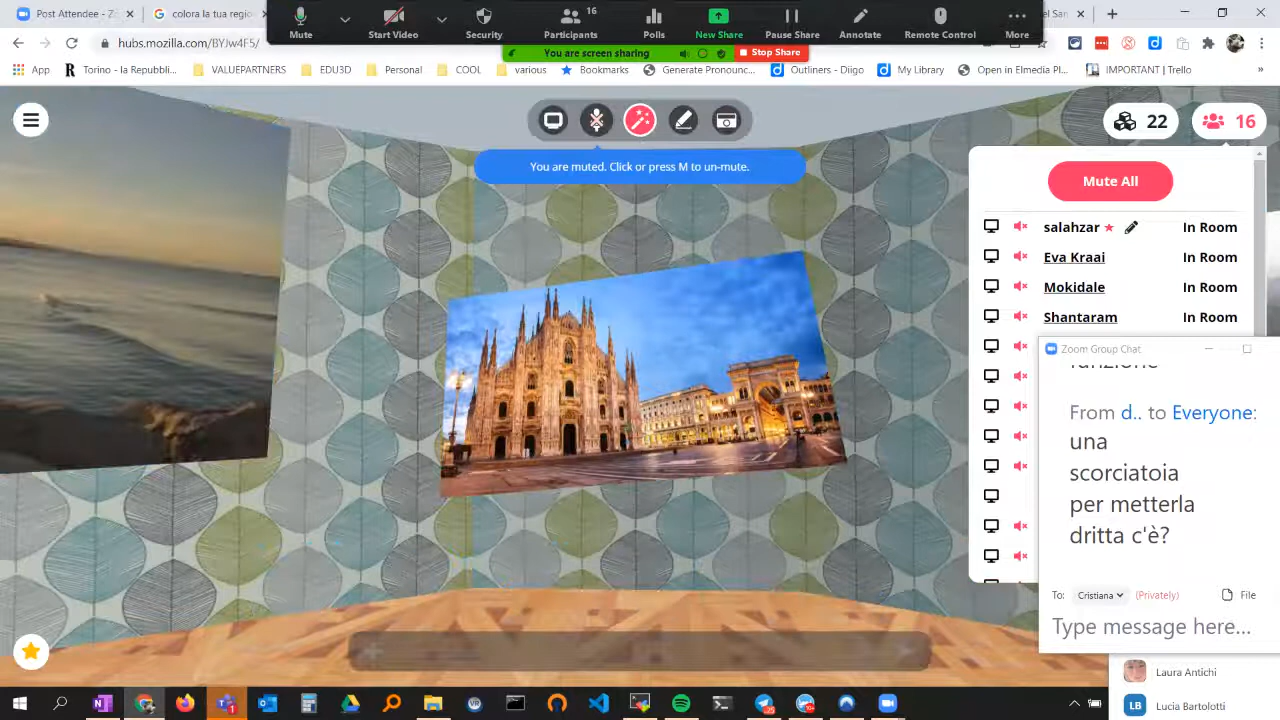 Post Attendee - Z
colora la tua region
Mute
Start Video
Security
Participants
16
Polls
New Share
Pause Share
Annotate
Remote Control
More
You are screen sharing
Stop Share
hubs.mozilla.com/BYJw4F5/
App
Torino - la Repubbli...
VALUEPARTNERS
EDU3D
Personal
COOL
various
Bookmarks
Generate Pronounc...
Outliners - Diigo
My Library
Open in Elmedia Pl...
IMPORTANT | Trello
»
22
16
You are muted. Click or press M to un-mute.
Mute All
salahzar In Room
Eva Kraai In Room
Mokidale In Room
Shantaram In Room
Zoom Group Chat
funzione
From d.. to Everyone:
una
scorciatoia
per metterla
dritta c'è?
To: Cristiana (Privately) File
Type message here...
Laura Antichi
LB Lucia Bartolotti